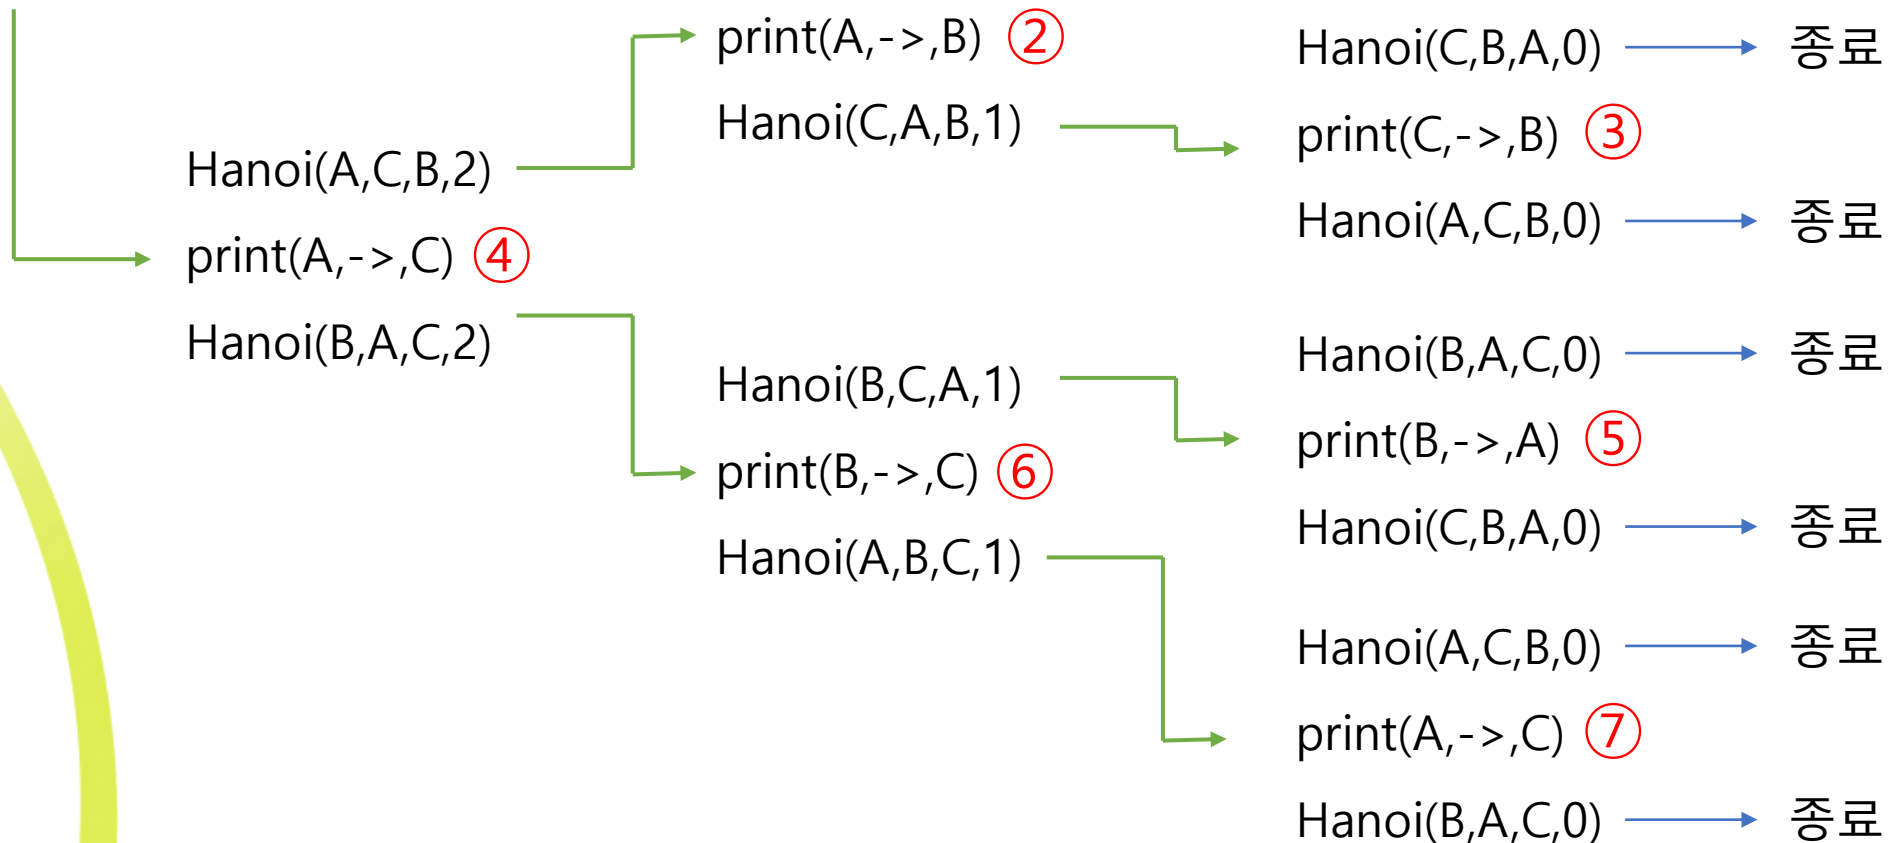 Hanoi(A,C,B,2)
print(A,->,C) ④
Hanoi(B,A,C,2)
print(A,->,B) ②
Hanoi(C,A,B,1)
Hanoi(B,C,A,1)
print(B,->,C) ⑥
Hanoi(A,B,C,1)
Hanoi(C,B,A,0) 종료
print(C,->,B) ③
Hanoi(A,C,B,0) 종료
Hanoi(B,A,C,0) 종료
print(B,->,A) ⑤
Hanoi(C,B,A,0) 종료
Hanoi(A,C,B,0) 종료
print(A,->,C) ⑦
Hanoi(B,A,C,0) 종료